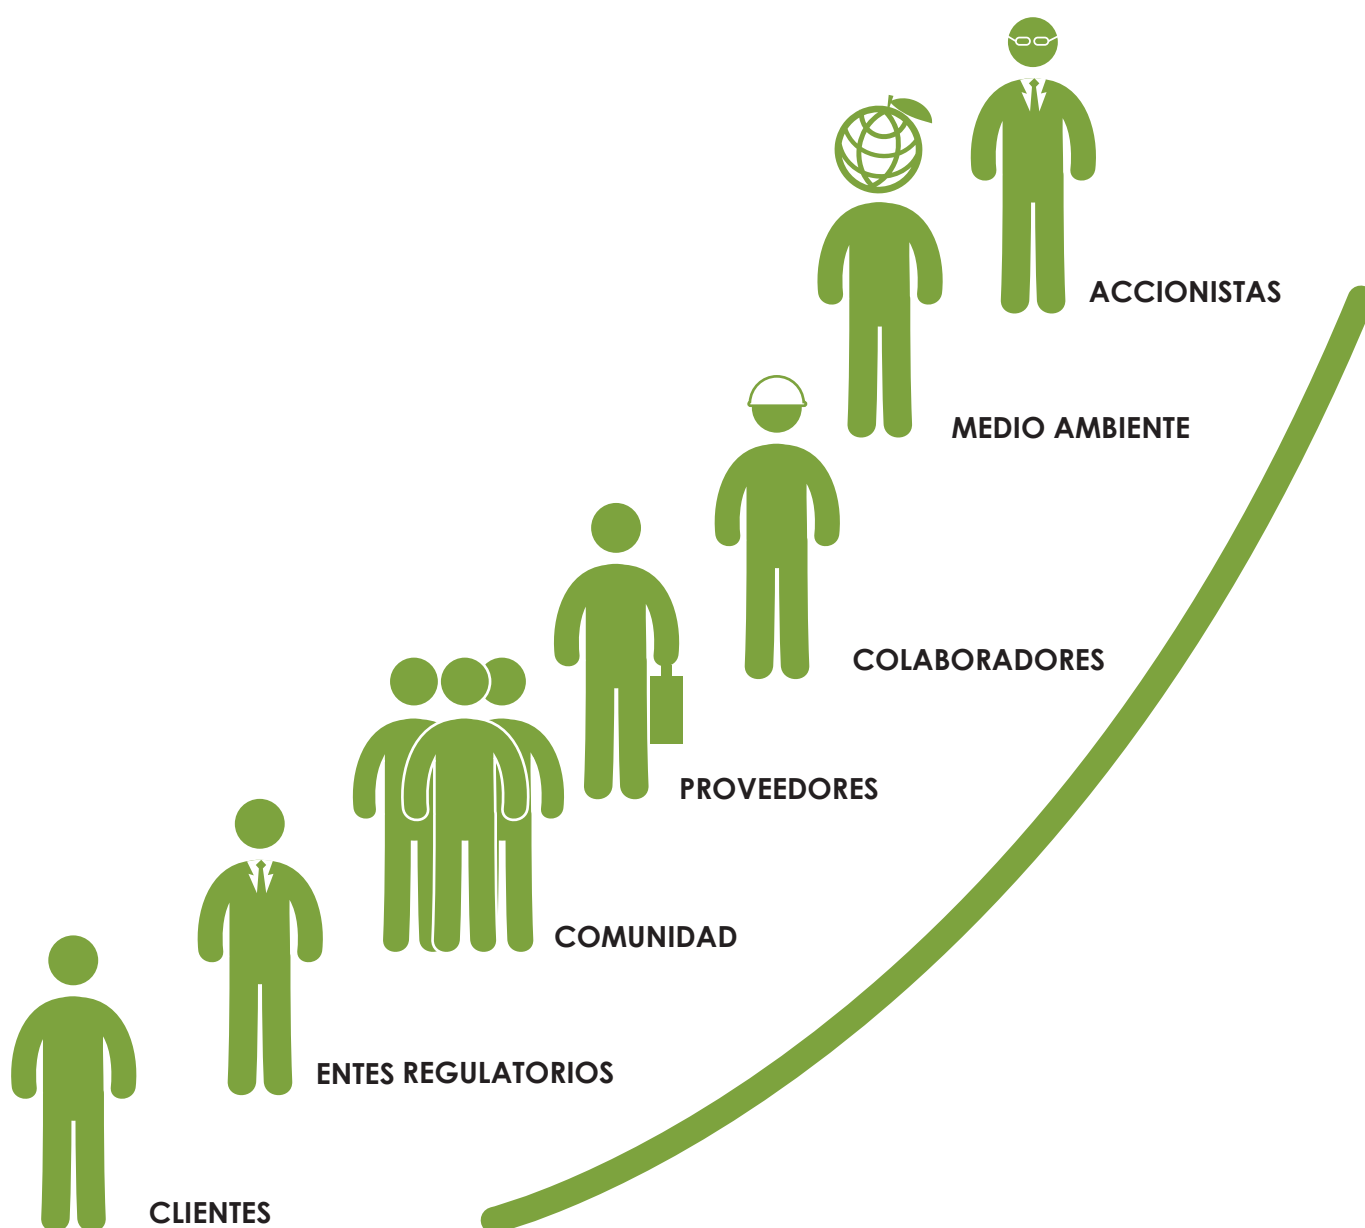 ACCIONISTAS
MEDIO AMBIENTE
COLABORADORES
PROVEEDORES
COMUNIDAD
ENTES REGULATORIOS
CLIENTES